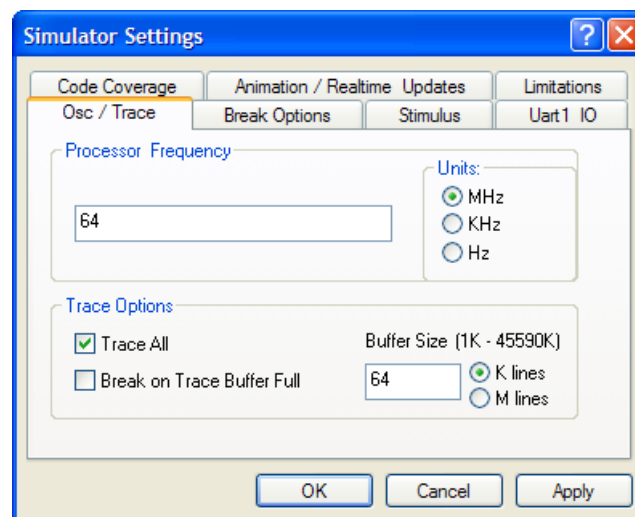 Simulator Settings
Code Coverage
Animation / Realtime Updates
Limitations
Osc / Trace
Break Options
Stimulus
Uart1 IO
Processor Frequency
Units:
64
MHz
KHz
Hz
Trace Options
Trace All
Buffer Size (1K - 45590K)
Break on Trace Buffer Full
64
K lines
M lines
OK
Cancel
Apply